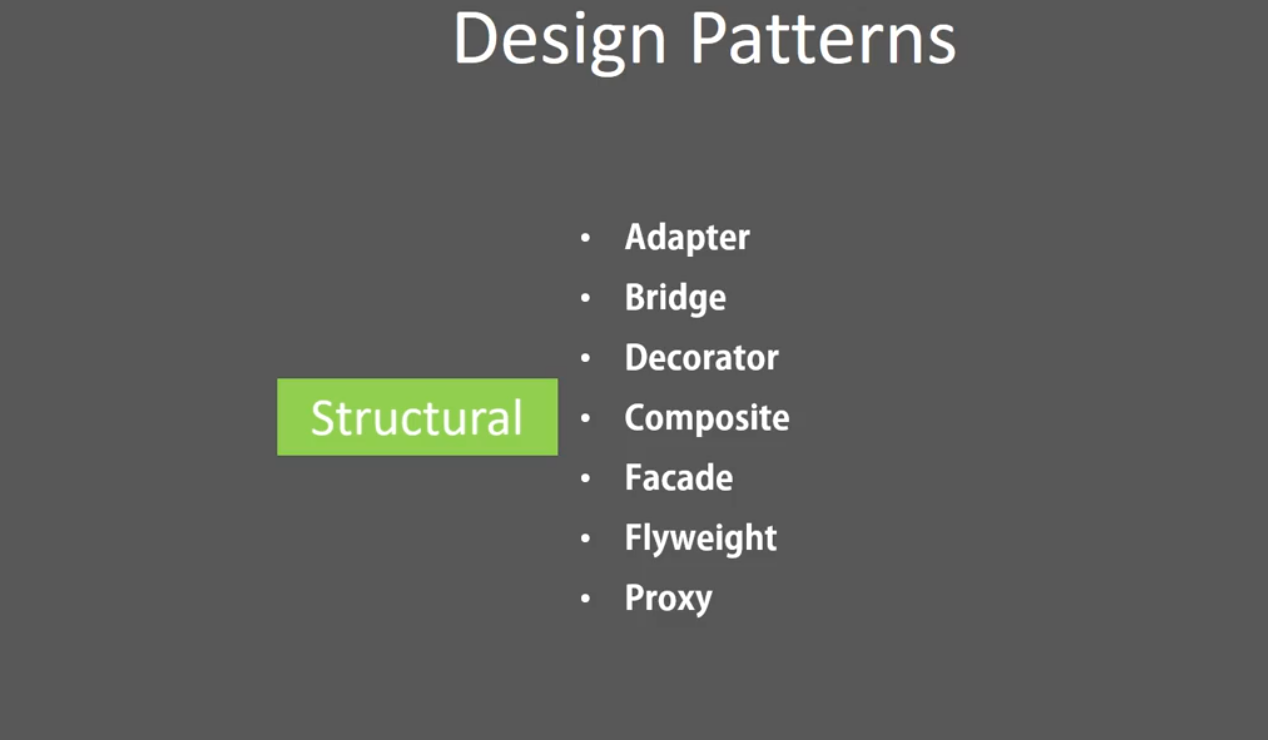 Design Patterns
Structural
• Adapter
• Bridge
• Decorator
• Composite
• Facade
• Flyweight
• Proxy